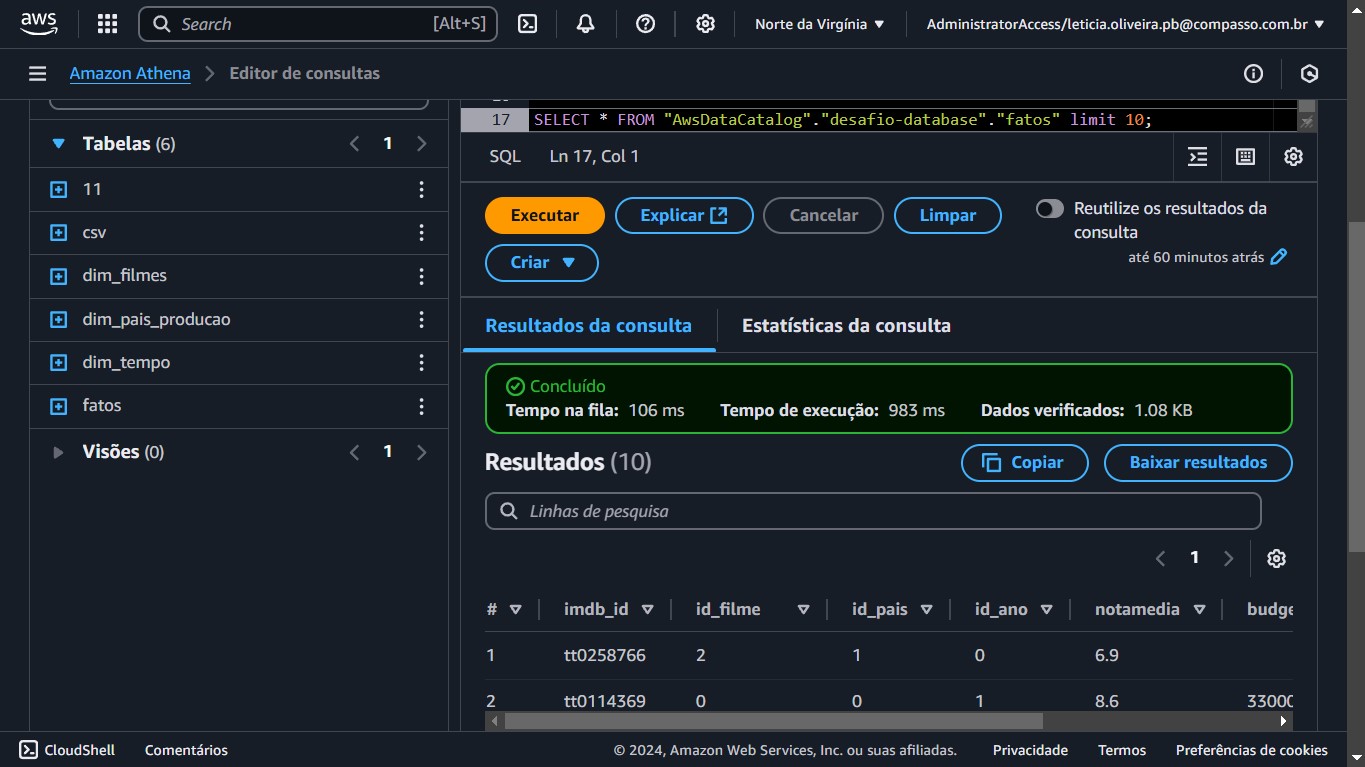 aws
Search [Alt+S]
Norte da Virgínia
AdministratorAccess/leticia.oliveira.pb@compasso.com.br
Amazon Athena
Editor de consultas
17 SELECT * FROM "AwsDataCatalog"."desafio-database"."fatos" limit 10;
Tabelas (6) 1
SQL Ln 17, Col 1
11
csv
dim_filmes
dim_pais_producao
dim_tempo
fatos
Visões (0) 1
Executar Explicar Cancelar Limpar
Criar
Reutilize os resultados da
consulta
até 60 minutos atrás
Resultados da consulta Estatísticas da consulta
Concluído
Tempo na fila: 106 ms Tempo de execução: 983 ms Dados verificados: 1.08 KB
Resultados (10) Copiar Baixar resultados
Linhas de pesquisa
1
# imdb_id id_filme id_pais id_ano notamedia budge
1 tt0258766 2 1 0 6.9
2 tt0114369 0 0 1 8.6 33000
CloudShell Comentários © 2024, Amazon Web Services, Inc. ou suas afiliadas. Privacidade Termos Preferências de cookies